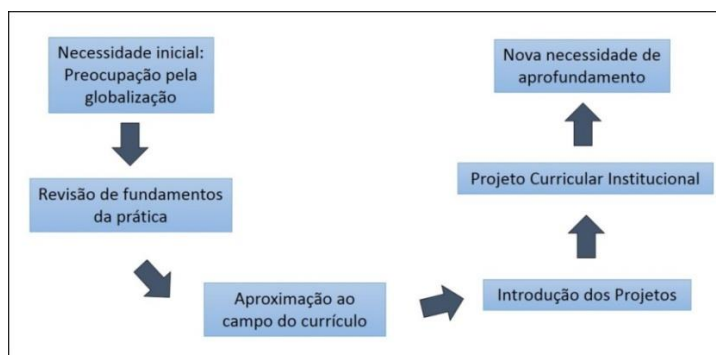 Necessidade inicial:
Preocupação pela
globalização
Revisão de fundamentos
da prática
Aproximação ao
campo do currículo
Introdução dos Projetos
Projeto Curricular Institucional
Nova necessidade de
aprofundamento